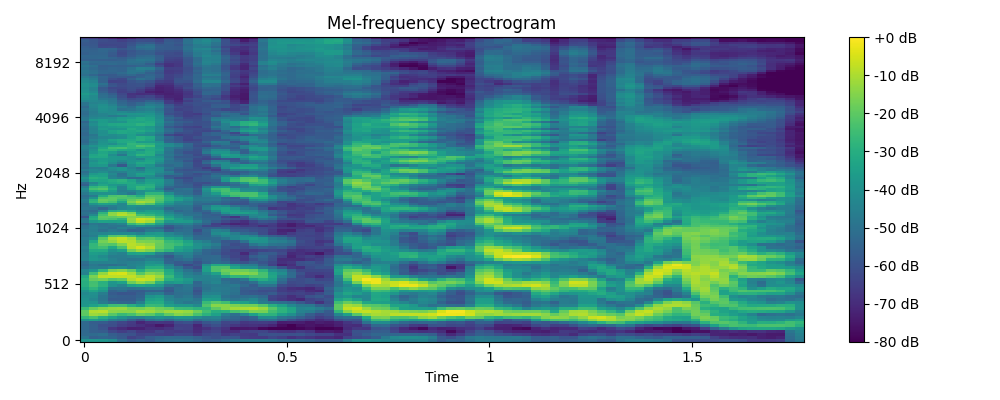 Mel-frequency spectrogram
Hz
8192
4096
2048
1024
512
0
0
0.5
1
1.5
Time
+0 dB
-10 dB
-20 dB
-30 dB
-40 dB
-50 dB
-60 dB
-70 dB
-80 dB